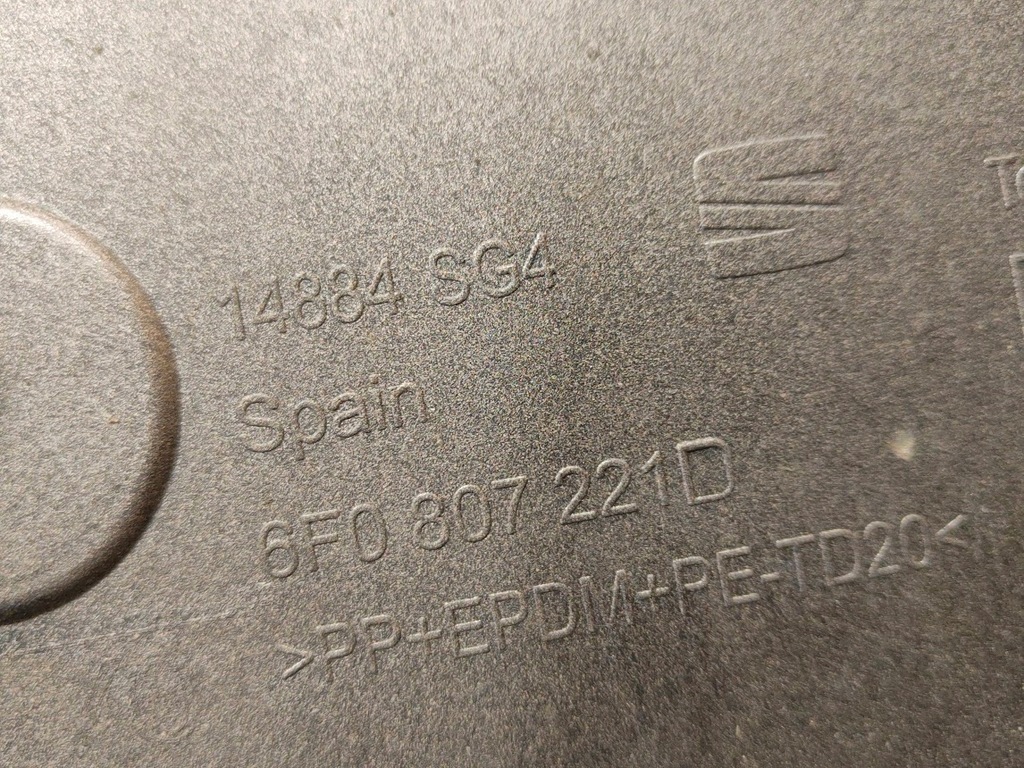 14884 SG4
Spain
6F0 807 221D
>PP+EPDM+PE-TD20<